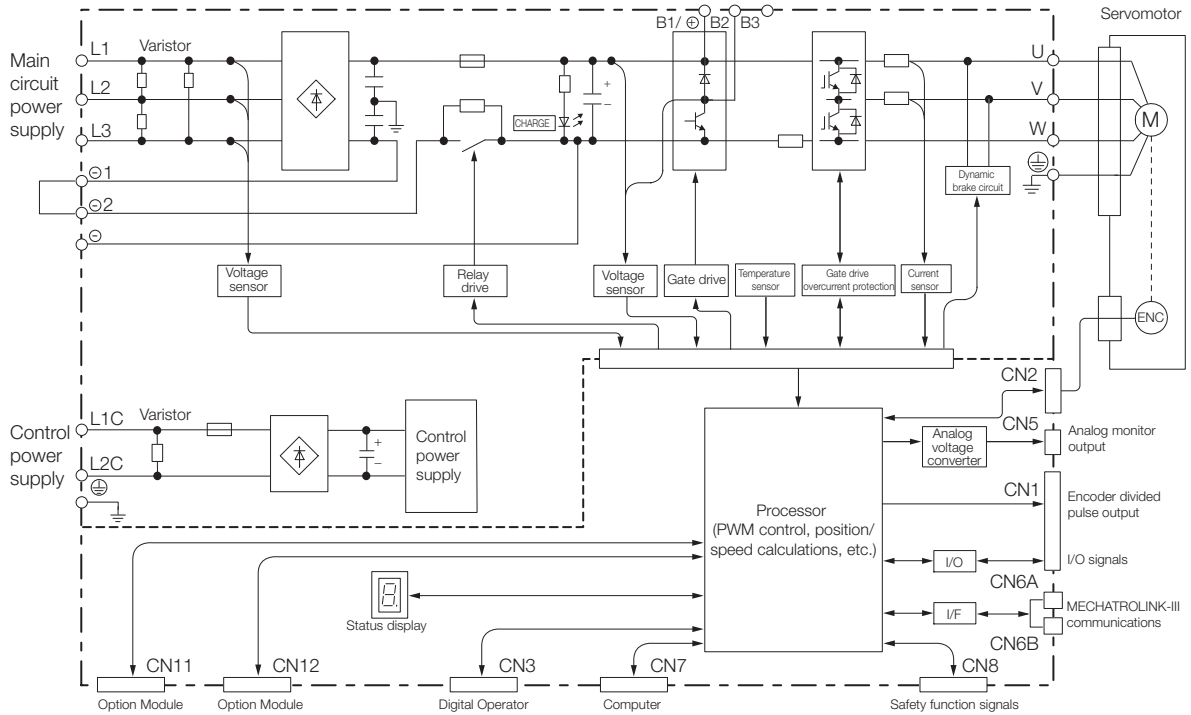 B1/ ⊕ B2 B3
Servomotor
Main
circuit power
supply
L1
Varistor
L2
L3
⊖ 1
⊖ 2
⊖
+
−
CHARGE
U
V
W
M
Dynamic
brake circuit
Voltage
sensor
Relay
drive
Voltage
sensor
Gate drive
Temperature
sensor
Gate drive
overcurrent protection
Current
sensor
ENC
Control
power
supply
L1C
Varistor
L2C
+
−
Control
power
supply
CN2
CN5
Analog
voltage
converter
Analog monitor
output
CN1
Encoder divided
pulse output
Processor
(PWM control, position/
speed calculations, etc.)
I/O
I/O signals
CN6A
I/F
MECHATROLINK-III
communications
CN6B
8.
Status display
CN11
CN12
CN3
CN7
CN8
Option Module
Option Module
Digital Operator
Computer
Safety function signals